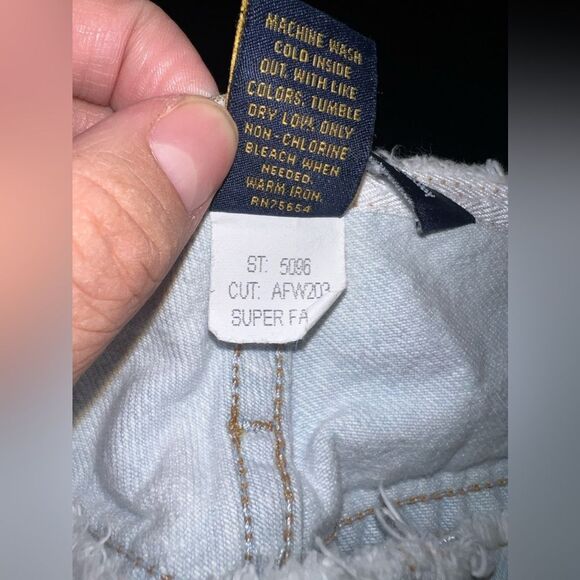 MACHINE WASH
COLD INSIDE
OUT, WITH LIKE
COLORS; TUMBLE
DRY LOW. ONLY
NON-CHLORINE
BLEACH WHEN
NEEDED.
WARM IRON.
RN75654
ST: 5096
CUT: AFW203
SUPER FA